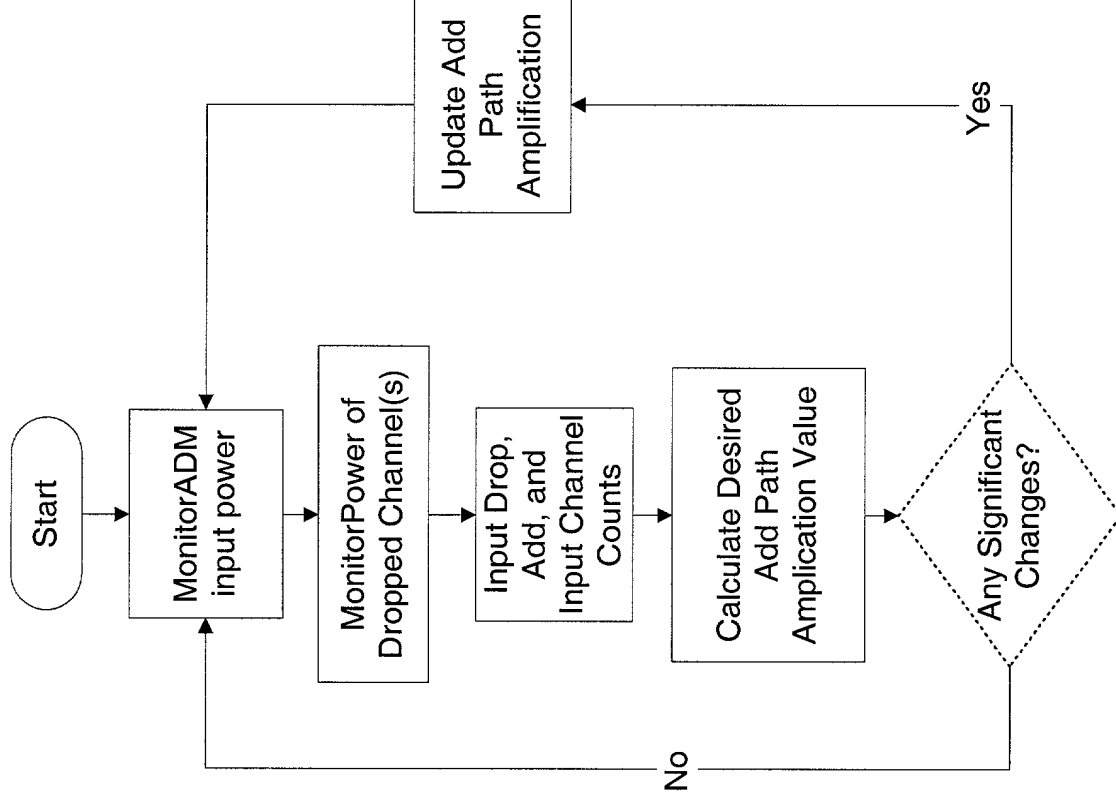 Start
MonitorADM
input power
MonitorPower of
Dropped Channel(s)
Input Drop,
Add, and
Input Channel
Counts
Calculate Desired
Add Path
Amplication Value
Any Significant
Changes?
No
Yes
Update Add
Path
Amplification